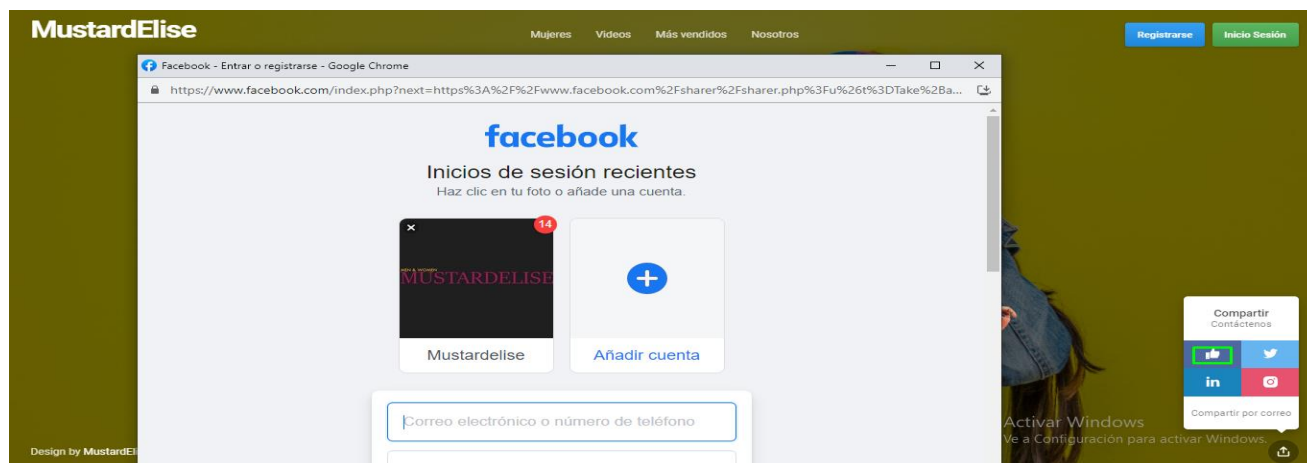 MustardElise
Mujeres Videos Más vendidos Nosotros
Registrarse Inicio Sesión
Facebook - Entrar o registrarse - Google Chrome
https://www.facebook.com/index.php?next=https%3A%2F%2Fwww.facebook.com%2Fsharer%2Fsharer.php%3Fu%26t%3DTake%2Ba...
facebook
Inicios de sesión recientes
Haz clic en tu foto o añade una cuenta.
14
MEN & WOMEN
MUSTARDELISE
Mustardelise
Añadir cuenta
Correo electrónico o número de teléfono
Compartir
Contáctenos
in
Compartir por correo
Activar Windows
Ve a Configuración para activar Windows.
Design by MustardEli